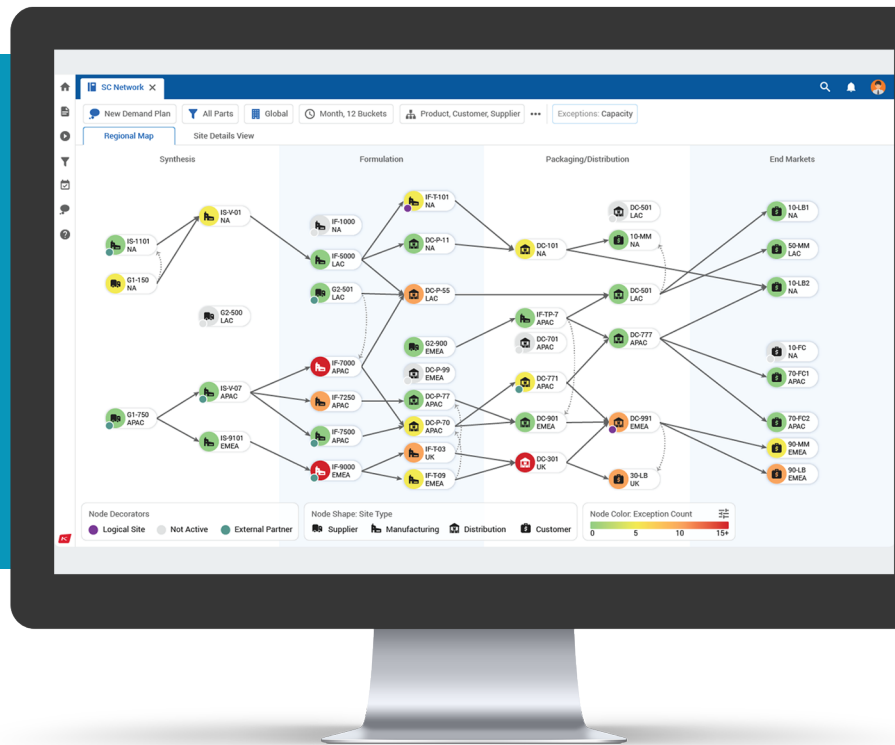 SC Network
New Demand Plan
All Parts
Global
Month, 12 Buckets
Product, Customer, Supplier
Exceptions: Capacity
Regional Map
Site Details View
Synthesis
Formulation
Packaging/Distribution
End Markets
IS-1101
NA
G1-150
NA
IS-V-01
NA
G2-500
LAC
G1-750
APAC
IS-V-07
APAC
IS-9101
EMEA
IF-1000
NA
IF-5000
LAC
G2-501
LAC
IF-7000
APAC
IF-7250
APAC
IF-7500
APAC
IF-9000
EMEA
IF-T-101
NA
DC-P-11
NA
DC-P-55
LAC
G2-900
EMEA
DC-P-99
EMEA
DC-P-77
APAC
DC-P-70
APAC
IF-T-03
UK
IF-T-09
EMEA
DC-101
NA
IF-TP-7
APAC
DC-701
APAC
DC-771
APAC
DC-901
EMEA
DC-301
UK
DC-501
LAC
10-MM
NA
DC-501
LAC
DC-777
APAC
DC-991
EMEA
30-LB
UK
10-LB1
NA
50-MM
LAC
10-LB2
NA
10-FC
NA
70-FC1
APAC
70-FC2
APAC
90-MM
EMEA
90-LB
EMEA
Node Decorators
Logical Site
Not Active
External Partner
Node Shape: Site Type
Supplier
Manufacturing
Distribution
Customer
Node Color: Exception Count
0 5 10 15+